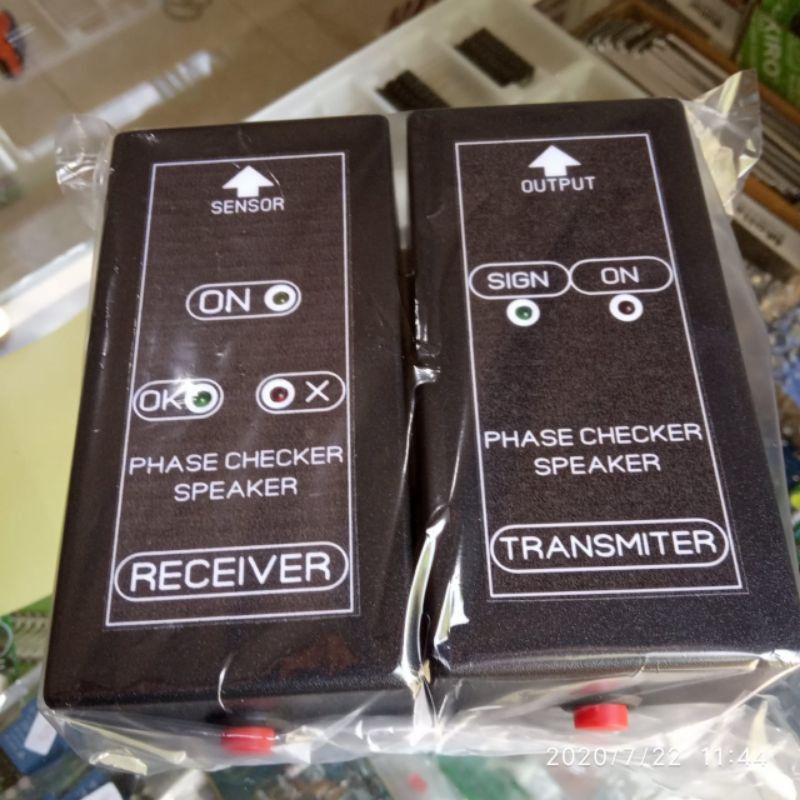 SENSOR
ON
OK X
PHASE CHECKER
SPEAKER
RECEIVER
OUTPUT
SIGN ON
PHASE CHECKER
SPEAKER
TRANSMITER
KIRO
2020/7/22 11:44